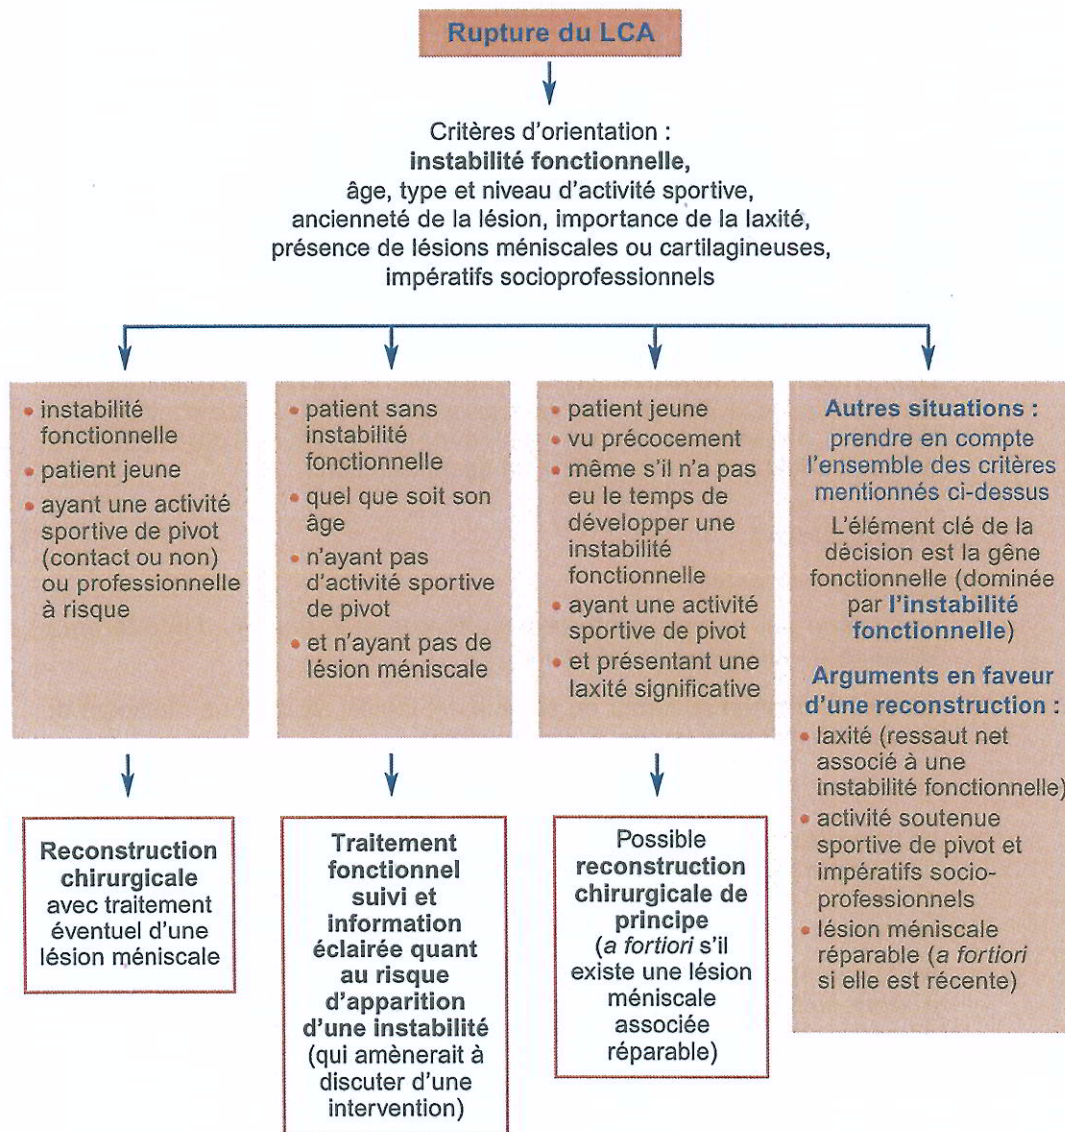 Rupture du LCA
Critères d'orientation :
instabilité fonctionnelle,
âge, type et niveau d'activité sportive,
ancienneté de la lésion, importance de la laxité,
présence de lésions méniscales ou cartilagineuses,
impératifs socioprofessionnels
• instabilité
fonctionnelle
• patient jeune
• ayant une activité
sportive de pivot
(contact ou non)
ou professionnelle
à risque
• patient sans
instabilité
fonctionnelle
• quel que soit son
âge
• n'ayant pas
d'activité sportive
de pivot
• et n'ayant pas de
lésion méniscale
• patient jeune
• vu précocement
• même s'il n'a pas
eu le temps de
développer une
instabilité
fonctionnelle
• ayant une activité
sportive de pivot
• et présentant une
laxité significative
Autres situations :
prendre en compte
l'ensemble des critères
mentionnés ci-dessus
L'élément clé de la
décision est la gêne
fonctionnelle (dominée
par l'instabilité
fonctionnelle)
Arguments en faveur
d'une reconstruction :
• laxité (ressaut net
associé à une
instabilité fonctionnelle)
• activité soutenue
sportive de pivot et
impératifs socio-
professionnels
• lésion méniscale
réparable (a fortiori
si elle est récente)
Reconstruction
chirurgicale
avec traitement
éventuel d'une
lésion méniscale
Traitement
fonctionnel
suivi et
information
éclairée quant
au risque
d'apparition
d'une instabilité
(qui amènerait à
discuter d'une
intervention)
Possible
reconstruction
chirurgicale de
principe
(a fortiori s'il
existe une lésion
méniscale
associée
réparable)